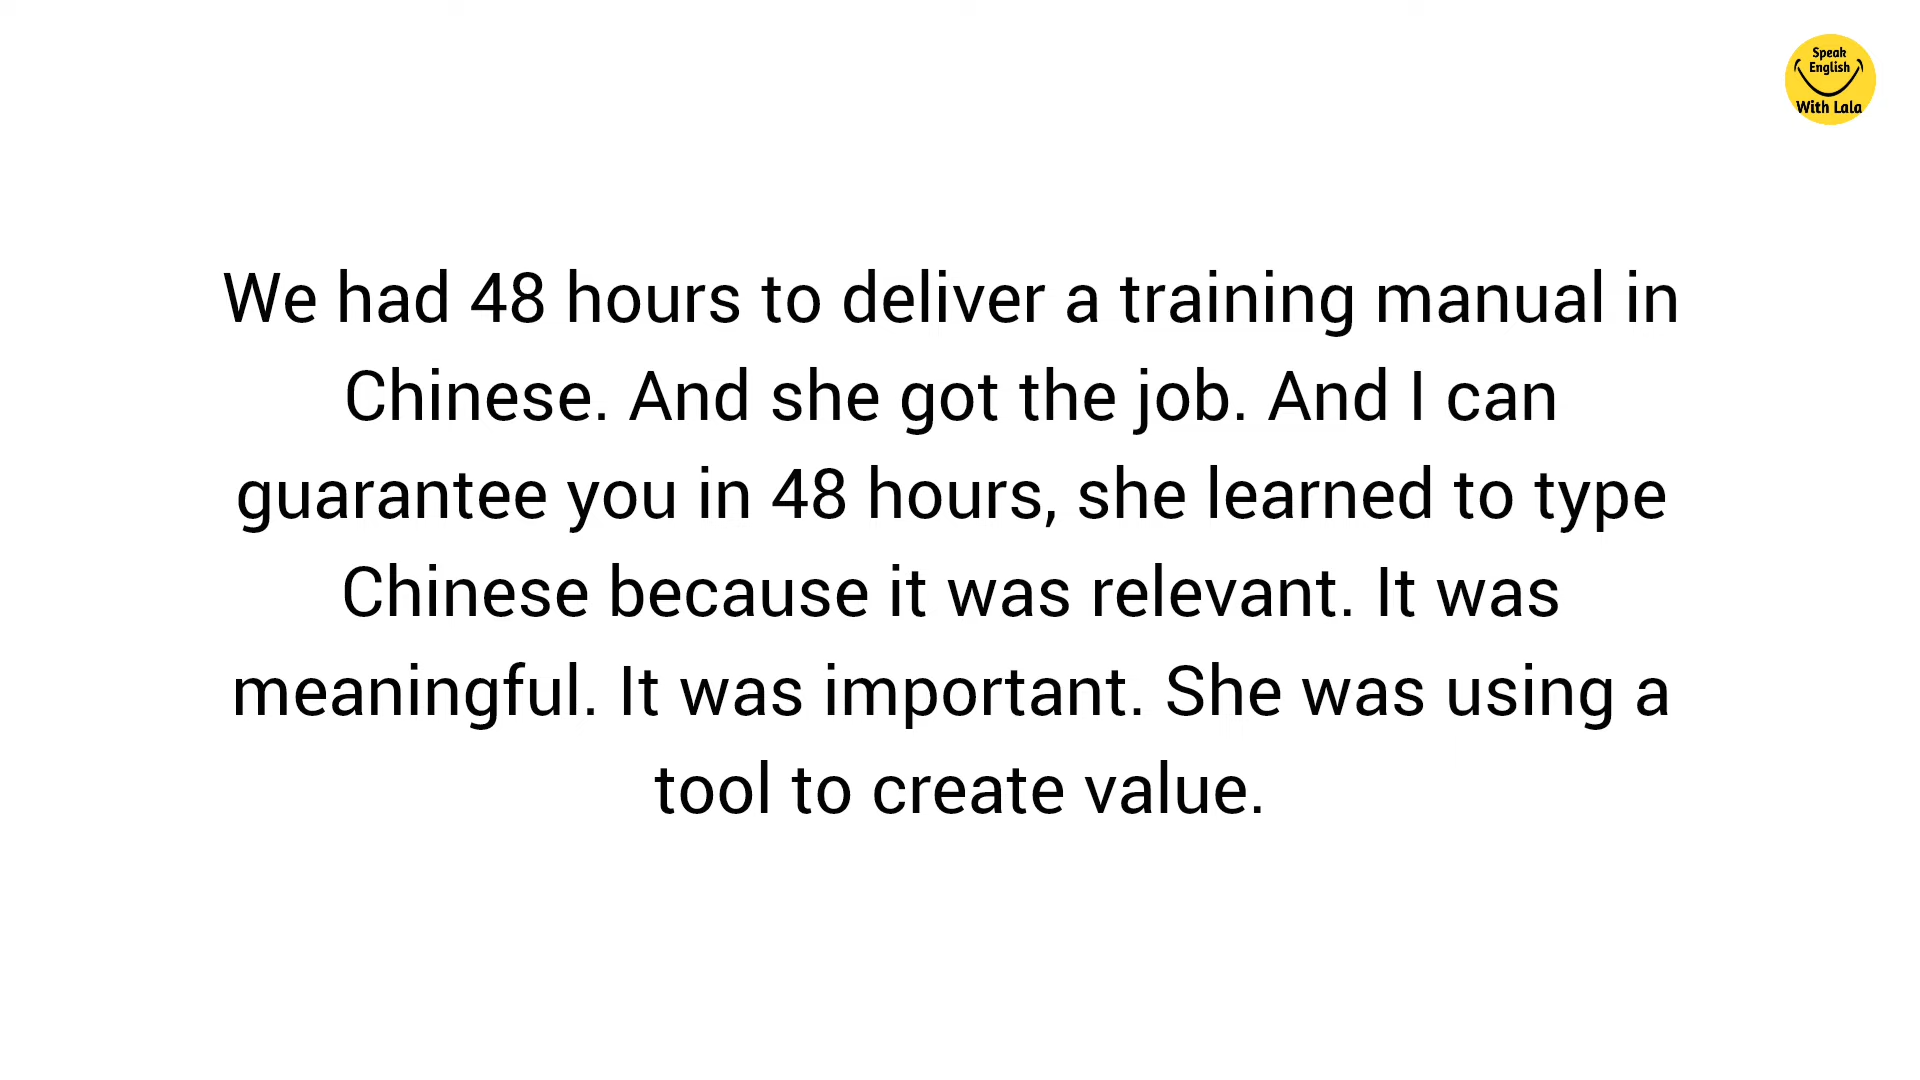 Speak
English
With Lala
We had 48 hours to deliver a training manual in
Chinese. And she got the job. And I can
guarantee you in 48 hours, she learned to type
Chinese because it was relevant. It was
meaningful. It was important. She was using a
tool to create value.